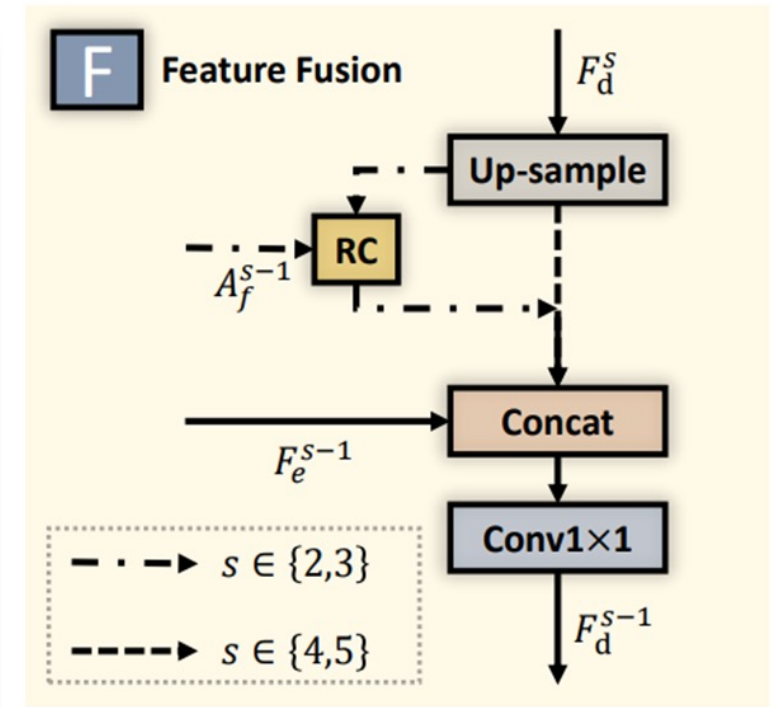 F Feature Fusion
F_d^s
Up-sample
RC
A_f^{s-1}
Concat
F_e^{s-1}
Conv1×1
s ∈ {2,3}
F_d^{s-1}
s ∈ {4,5}